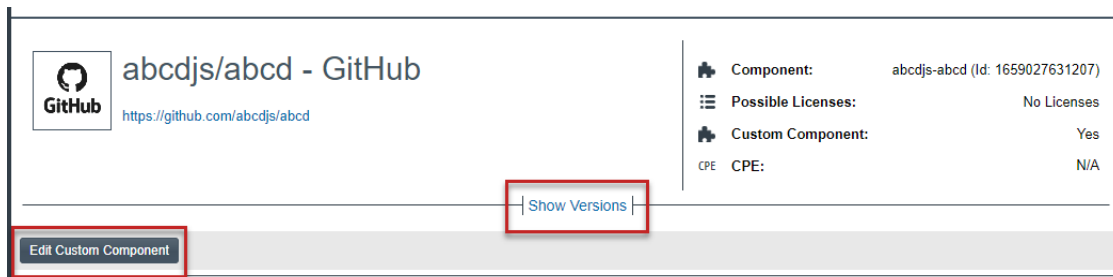 abcdjs/abcd - GitHub
GitHub
https://github.com/abcdjs/abcd
Component: abcdjs-abcd (Id: 1659027631207)
Possible Licenses: No Licenses
Custom Component: Yes
CPE CPE: N/A
Show Versions
Edit Custom Component